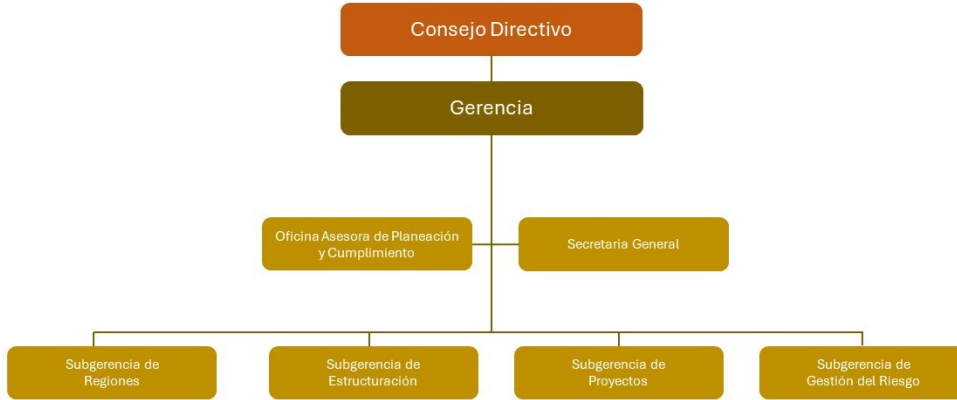 Consejo Directivo
Gerencia
Oficina Asesora de Planeación
y Cumplimiento
Secretaria General
Subgerencia de
Regiones
Subgerencia de
Estructuración
Subgerencia de
Proyectos
Subgerencia de
Gestión del Riesgo